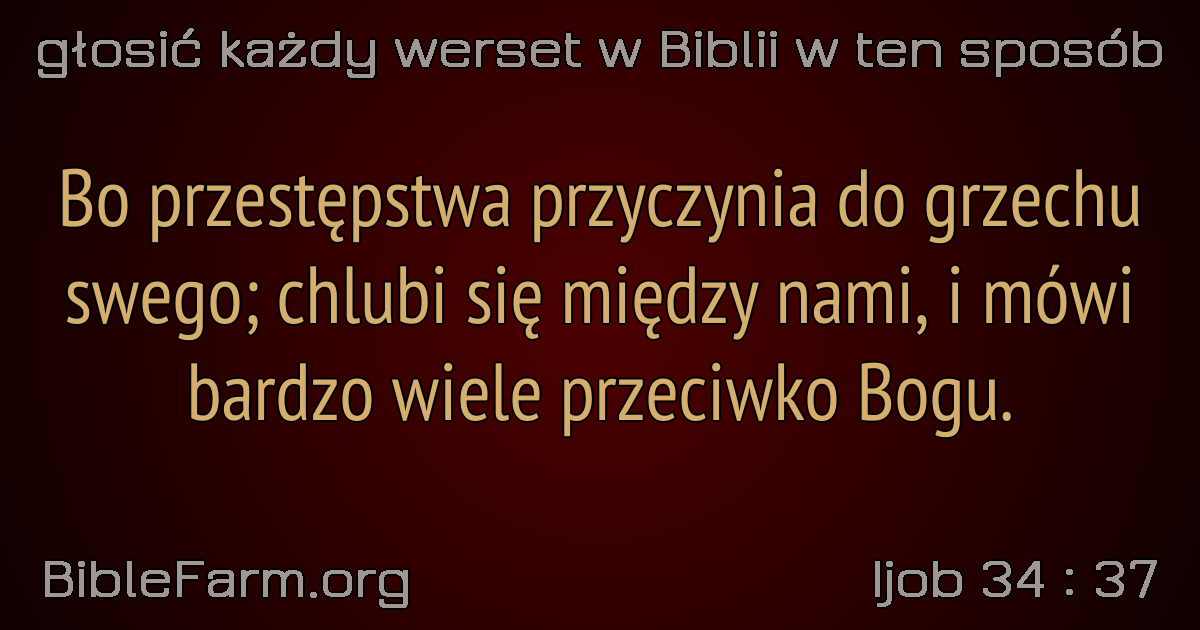 głosić każdy werset w Biblii w ten sposób
Bo przestępstwa przyczynia do grzechu
swego; chlubi się między nami, i mówi
bardzo wiele przeciwko Bogu.
BibleFarm.org
Ijob 34 : 37